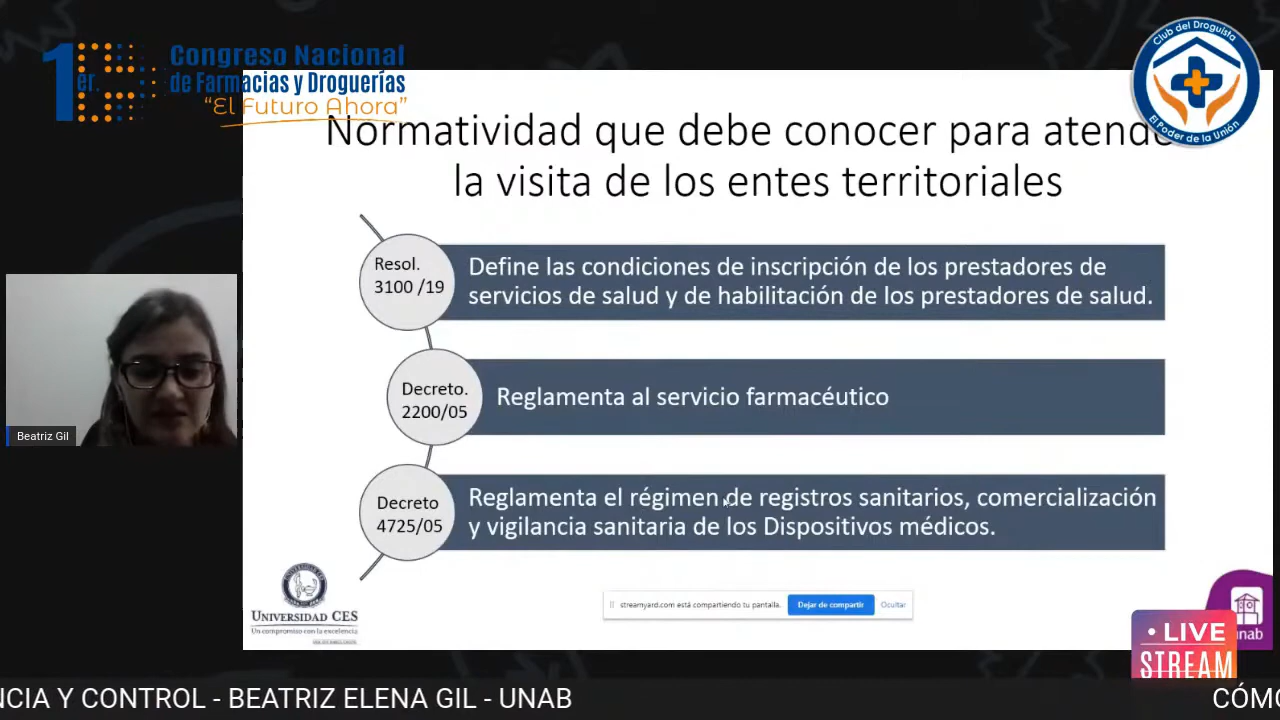 1er.
Congreso Nacional
de Farmacias y Droguerías
“El Futuro Ahora”
Club del Droguista
El Poder de la Unión
Normatividad que debe conocer para atende
la visita de los entes territoriales
Resol.
3100 /19
Define las condiciones de inscripción de los prestadores de
servicios de salud y de habilitación de los prestadores de salud.
Decreto.
2200/05
Reglamenta al servicio farmacéutico
Decreto
4725/05
Reglamenta el régimen de registros sanitarios, comercialización
y vigilancia sanitaria de los Dispositivos médicos.
Beatriz Gil
UNIVERSIDAD CES
Un compromiso con la excelencia
streamyard.com está compartiendo tu pantalla.
Dejar de compartir
Ocultar
unab
• LIVE
STREAM
NCIA Y CONTROL - BEATRIZ ELENA GIL - UNAB
CÓMO